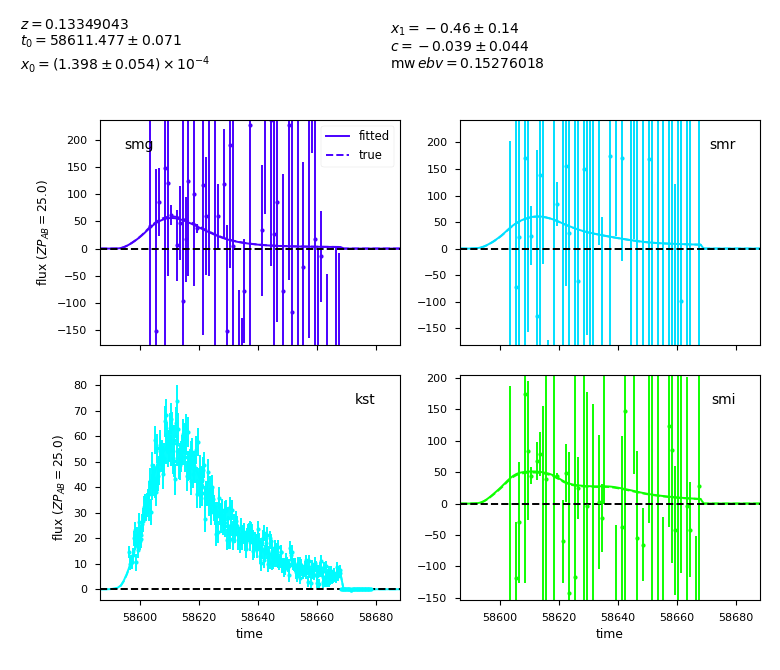 z = 0.13349043
t₀ = 58611.477 ± 0.071
x₀ = (1.398 ± 0.054) × 10⁻⁴
x₁ = −0.46 ± 0.14
c = −0.039 ± 0.044
mw ebv = 0.15276018
smg
fitted
true
200
150
100
50
0
−50
−100
−150
flux (ZP_AB = 25.0)
smr
200
150
100
50
0
−50
−100
−150
kst
80
70
60
50
40
30
20
10
0
flux (ZP_AB = 25.0)
58600 58620 58640 58660 58680
time
smi
200
150
100
50
0
−50
−100
−150
58600 58620 58640 58660 58680
time